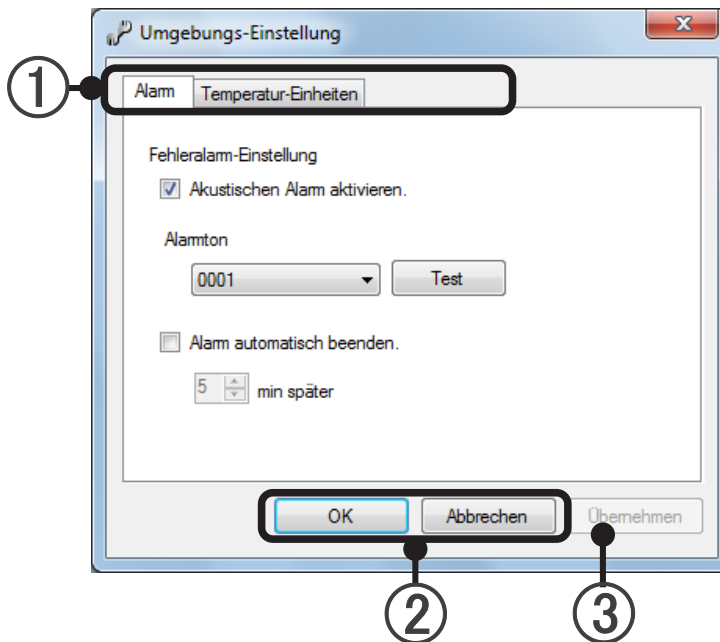 Umgebungs-Einstellung
1
Alarm Temperatur-Einheiten
Fehleralarm-Einstellung
Akustischen Alarm aktivieren.
Alarmton
0001 Test
Alarm automatisch beenden.
5 min später
OK Abbrechen Übernehmen
2 3